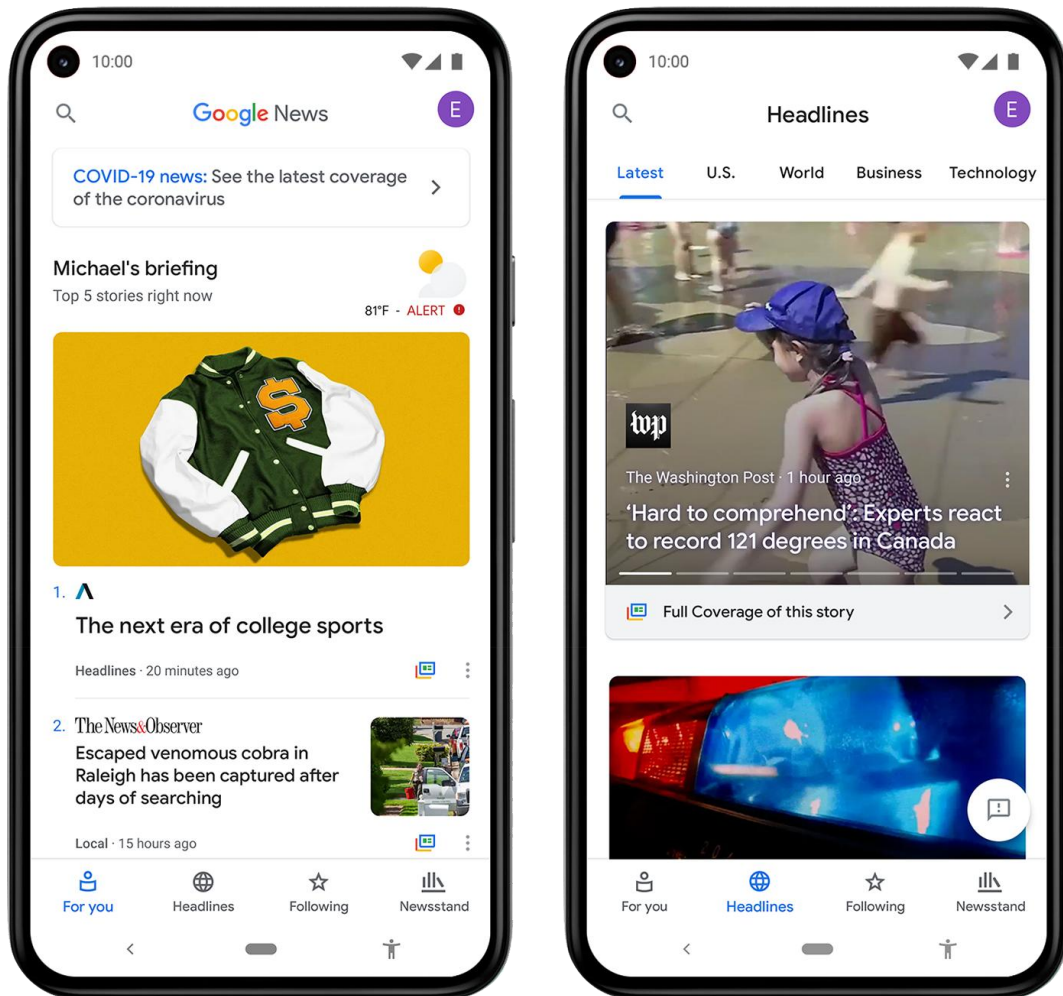 10:00
Google News
E
COVID-19 news: See the latest coverage
of the coronavirus
Michael's briefing
Top 5 stories right now
81°F - ALERT
$
1.
The next era of college sports
Headlines · 20 minutes ago
2. The News&Observer
Escaped venomous cobra in
Raleigh has been captured after
days of searching
Local · 15 hours ago
For you
Headlines
Following
Newsstand
10:00
Headlines
E
Latest
U.S.
World
Business
Technology
wp
The Washington Post · 1 hour ago
‘Hard to comprehend’: Experts react
to record 121 degrees in Canada
Full Coverage of this story
For you
Headlines
Following
Newsstand